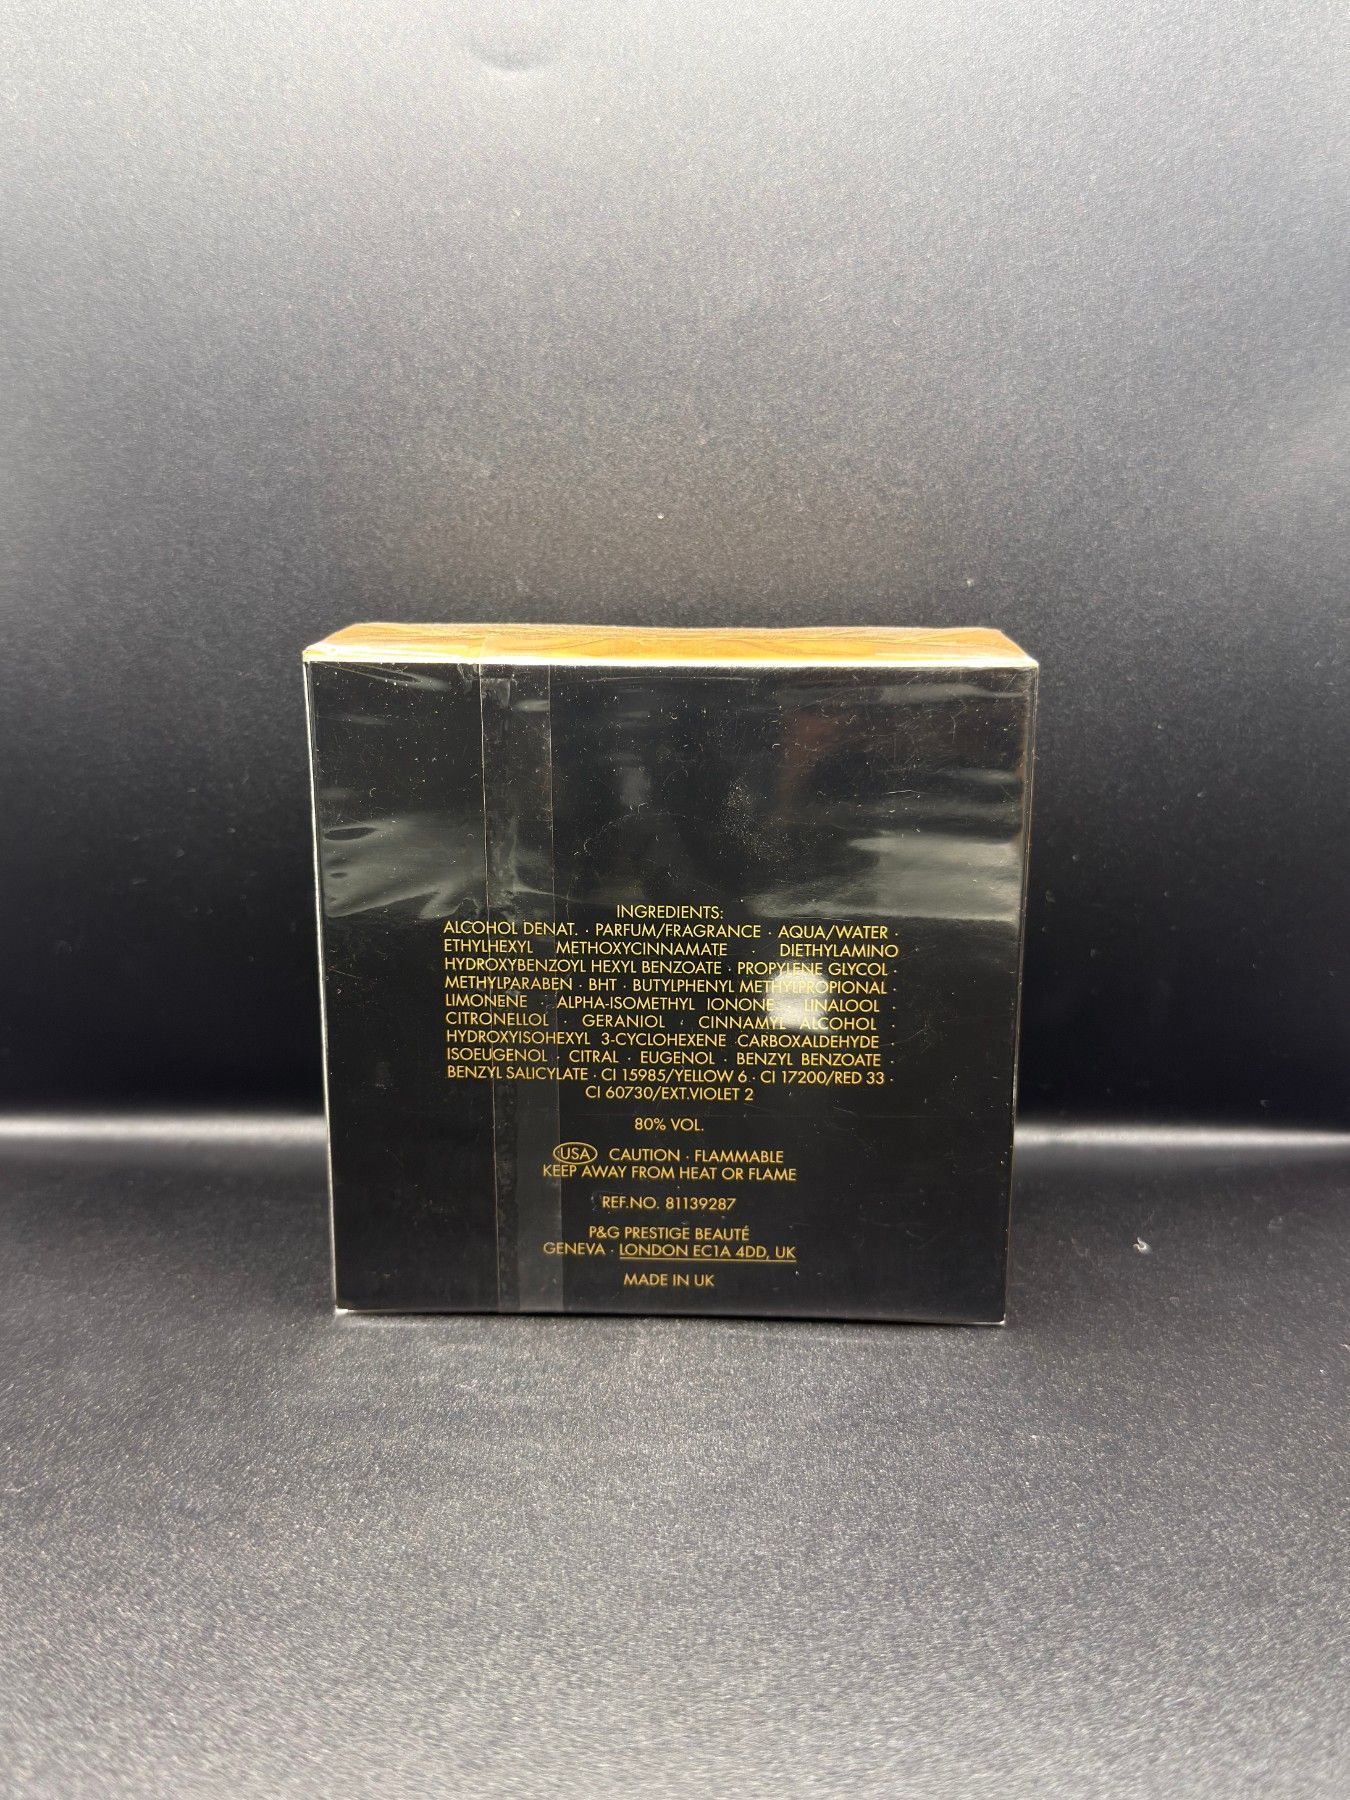 INGREDIENTS:
ALCOHOL DENAT. · PARFUM/FRAGRANCE · AQUA/WATER ·
ETHYLHEXYL METHOXYCINNAMATE · DIETHYLAMINO
HYDROXYBENZOYL HEXYL BENZOATE · PROPYLENE GLYCOL ·
METHYLPARABEN · BHT · BUTYLPHENYL METHYLPROPIONAL ·
LIMONENE · ALPHA-ISOMETHYL IONONE · LINALOOL ·
CITRONELLOL · GERANIOL · CINNAMYL ALCOHOL ·
HYDROXYISOHEXYL 3-CYCLOHEXENE CARBOXALDEHYDE ·
ISOEUGENOL · CITRAL · EUGENOL · BENZYL BENZOATE ·
BENZYL SALICYLATE · CI 15985/YELLOW 6 · CI 17200/RED 33 ·
CI 60730/EXT.VIOLET 2
80% VOL.
USA CAUTION · FLAMMABLE
KEEP AWAY FROM HEAT OR FLAME
REF.NO. 81139287
P&G PRESTIGE BEAUTÉ
GENEVA · LONDON EC1A 4DD, UK
MADE IN UK